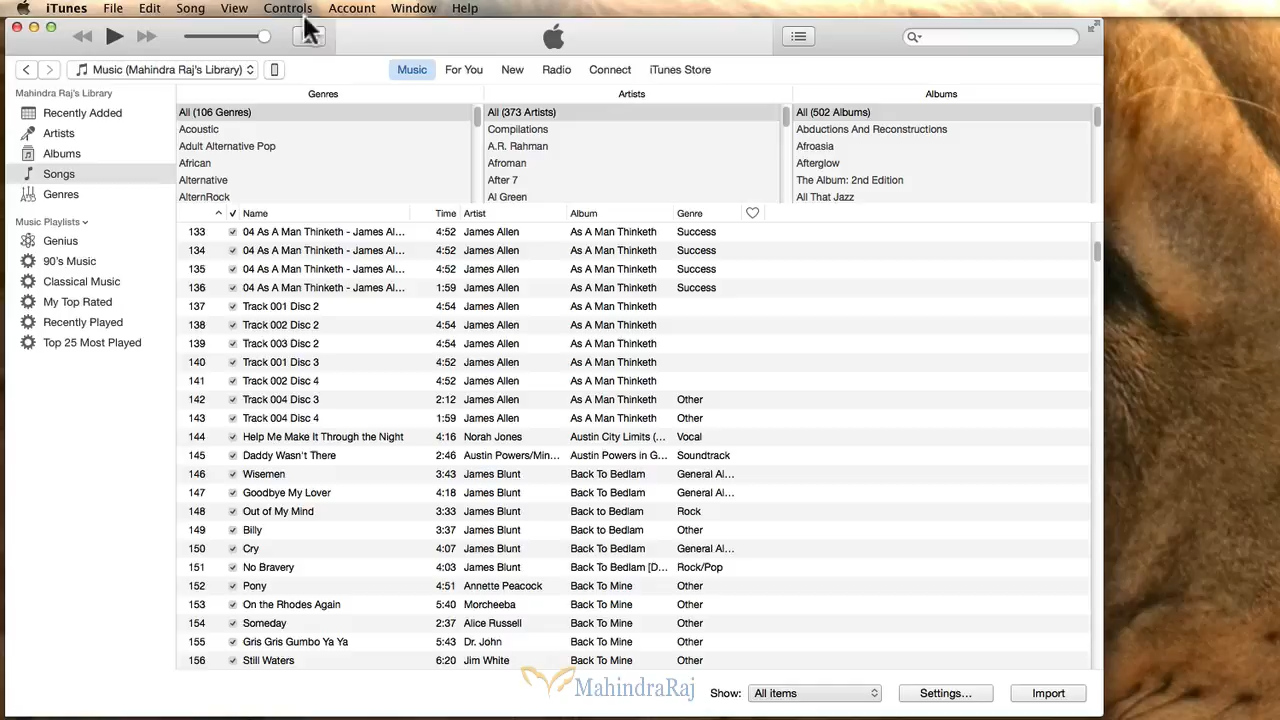 iTunes File Edit Song View Controls Account Window Help
Music (Mahindra Raj's Library) Music For You New Radio Connect iTunes Store
Mahindra Raj's Library
Recently Added
Artists
Albums
Songs
Genres
Music Playlists
Genius
90's Music
Classical Music
My Top Rated
Recently Played
Top 25 Most Played
Genres
All (106 Genres)
Acoustic
Adult Alternative Pop
African
Alternative
AlternRock
Artists
All (373 Artists)
Compilations
A.R. Rahman
Afroman
After 7
Al Green
Albums
All (502 Albums)
Abductions And Reconstructions
Afroasia
Afterglow
The Album: 2nd Edition
All That Jazz
Name Time Artist Album Genre
133 04 As A Man Thinketh - James Al... 4:52 James Allen As A Man Thinketh Success
134 04 As A Man Thinketh - James Al... 4:52 James Allen As A Man Thinketh Success
135 04 As A Man Thinketh - James Al... 4:52 James Allen As A Man Thinketh Success
136 04 As A Man Thinketh - James Al... 1:59 James Allen As A Man Thinketh Success
137 Track 001 Disc 2 4:54 James Allen As A Man Thinketh
138 Track 002 Disc 2 4:54 James Allen As A Man Thinketh
139 Track 003 Disc 2 4:54 James Allen As A Man Thinketh
140 Track 001 Disc 3 4:52 James Allen As A Man Thinketh
141 Track 002 Disc 4 4:52 James Allen As A Man Thinketh
142 Track 004 Disc 3 2:12 James Allen As A Man Thinketh Other
143 Track 004 Disc 4 1:59 James Allen As A Man Thinketh Other
144 Help Me Make It Through the Night 4:16 Norah Jones Austin City Limits (... Vocal
145 Daddy Wasn't There 2:46 Austin Powers/Min... Austin Powers in G... Soundtrack
146 Wisemen 3:43 James Blunt Back To Bedlam General Al...
147 Goodbye My Lover 4:18 James Blunt Back To Bedlam General Al...
148 Out of My Mind 3:33 James Blunt Back to Bedlam Rock
149 Billy 3:37 James Blunt Back to Bedlam Other
150 Cry 4:07 James Blunt Back To Bedlam General Al...
151 No Bravery 4:03 James Blunt Back To Bedlam [D... Rock/Pop
152 Pony 4:51 Annette Peacock Back To Mine Other
153 On the Rhodes Again 5:40 Morcheeba Back To Mine Other
154 Someday 2:37 Alice Russell Back To Mine Other
155 Gris Gris Gumbo Ya Ya 5:43 Dr. John Back To Mine Other
156 Still Waters 6:20 Jim White Back To Mine Other
MahindraRaj
Show: All items Settings... Import